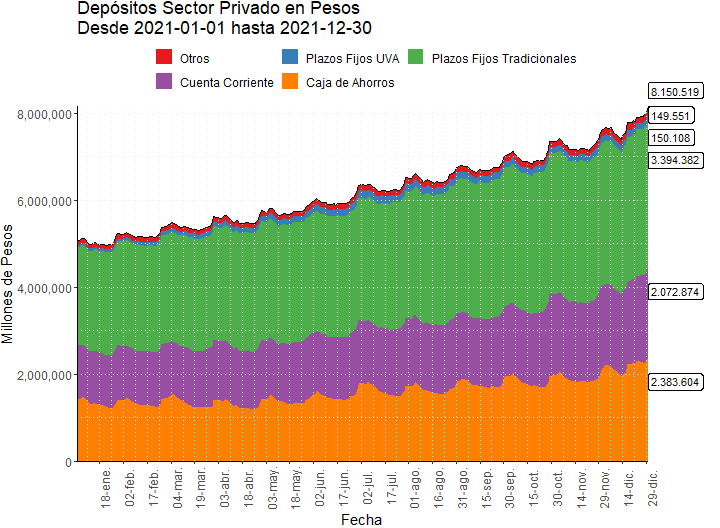 Depósitos Sector Privado en Pesos
Desde 2021-01-01 hasta 2021-12-30
Otros
Plazos Fijos UVA
Plazos Fijos Tradicionales
Cuenta Corriente
Caja de Ahorros
8.150.519
149.551
150.108
3.394.382
2.072.874
2.383.604
8,000,000
6,000,000
4,000,000
2,000,000
0
Millones de Pesos
18-ene.
02-feb.
17-feb.
04-mar.
19-mar.
03-abr.
18-abr.
03-may.
18-may.
02-jun.
17-jun.
02-jul.
17-jul.
01-ago.
16-ago.
31-ago.
15-sep.
30-sep.
15-oct.
30-oct.
14-nov.
29-nov.
14-dic.
29-dic.
Fecha